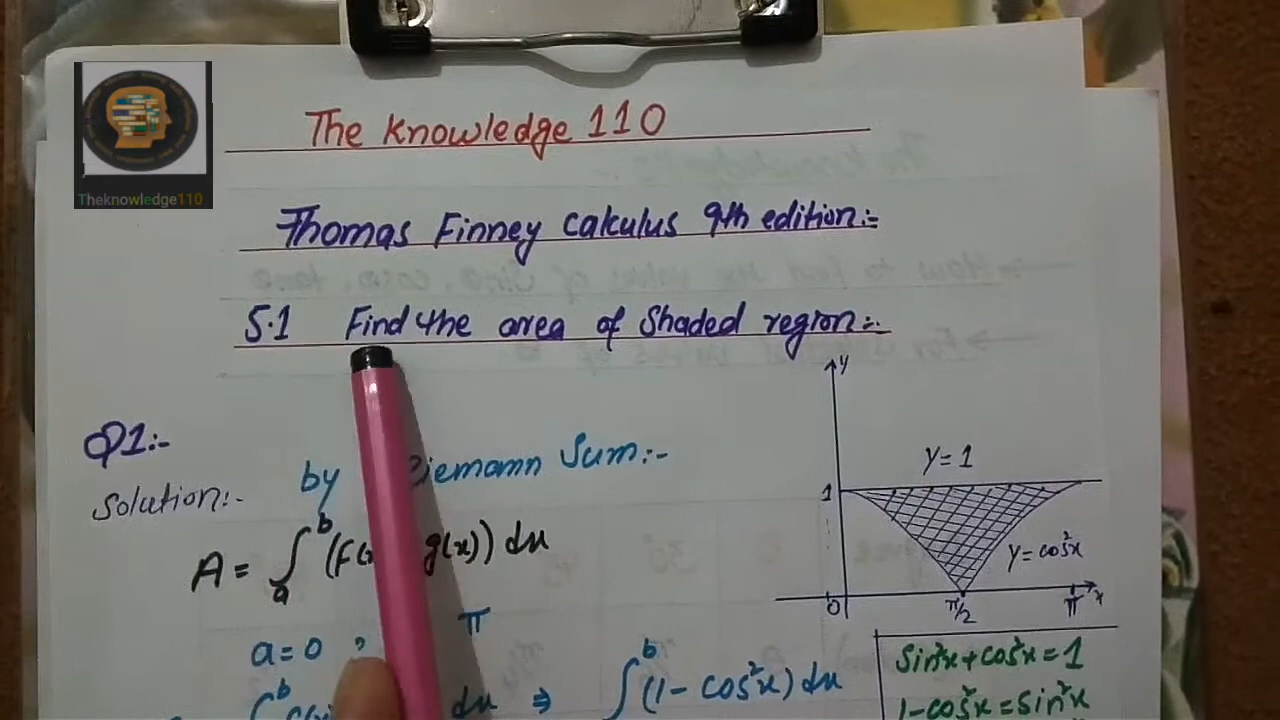 The Knowledge 110
Theknowledge110
Thomas Finney Calculus 9th edition:-
5.1 Find the area of Shaded region:-
Q1:-
Solution:-
by Riemann Sum:-
A = ∫ₐᵇ (f(x) g(x)) dx
a=0 , π
∫ᵇ dx ⇒ ∫ᵇ (1 - cos²x) dx
y
y=1
1
y=cos²x
0 π/2 π x
Sin²x+cos²x=1
1-cos²x=sin²x